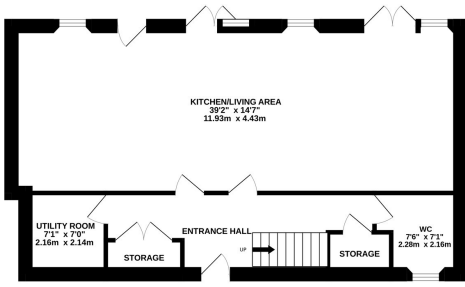 KITCHEN/LIVING AREA
39'2" x 14'7"
11.93m x 4.43m
UTILITY ROOM
7'1" x 7'0"
2.16m x 2.14m
STORAGE
ENTRANCE HALL
UP
STORAGE
WC
7'6" x 7'1"
2.28m x 2.16m